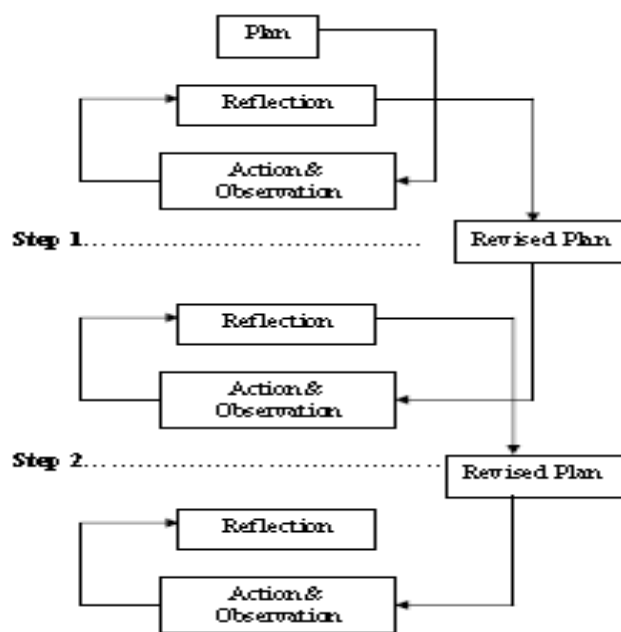 Plan
Reflection
Action &
Observation
Step 1.... .............................................
Revised Plan
Reflection
Action &
Observation
Step 2.... .............................................
Revised Plan
Reflection
Action &
Observation